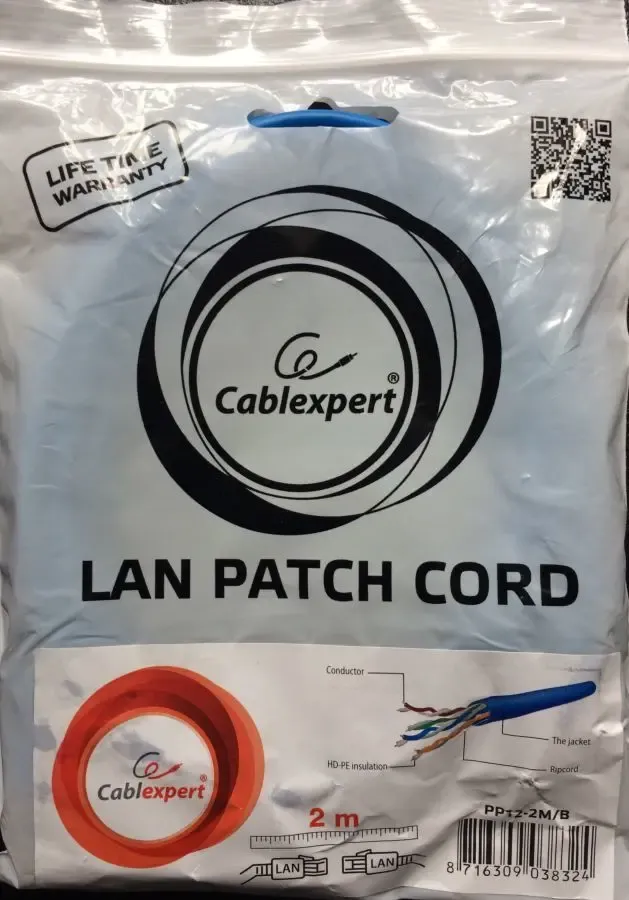 LIFE TIME
WARRANTY
Cablexpert®
LAN PATCH CORD
Conductor
HD-PE insulation
The jacket
Ripcord
Cablexpert®
2 m
LAN LAN
PP12-2M/B
8 716309 038324